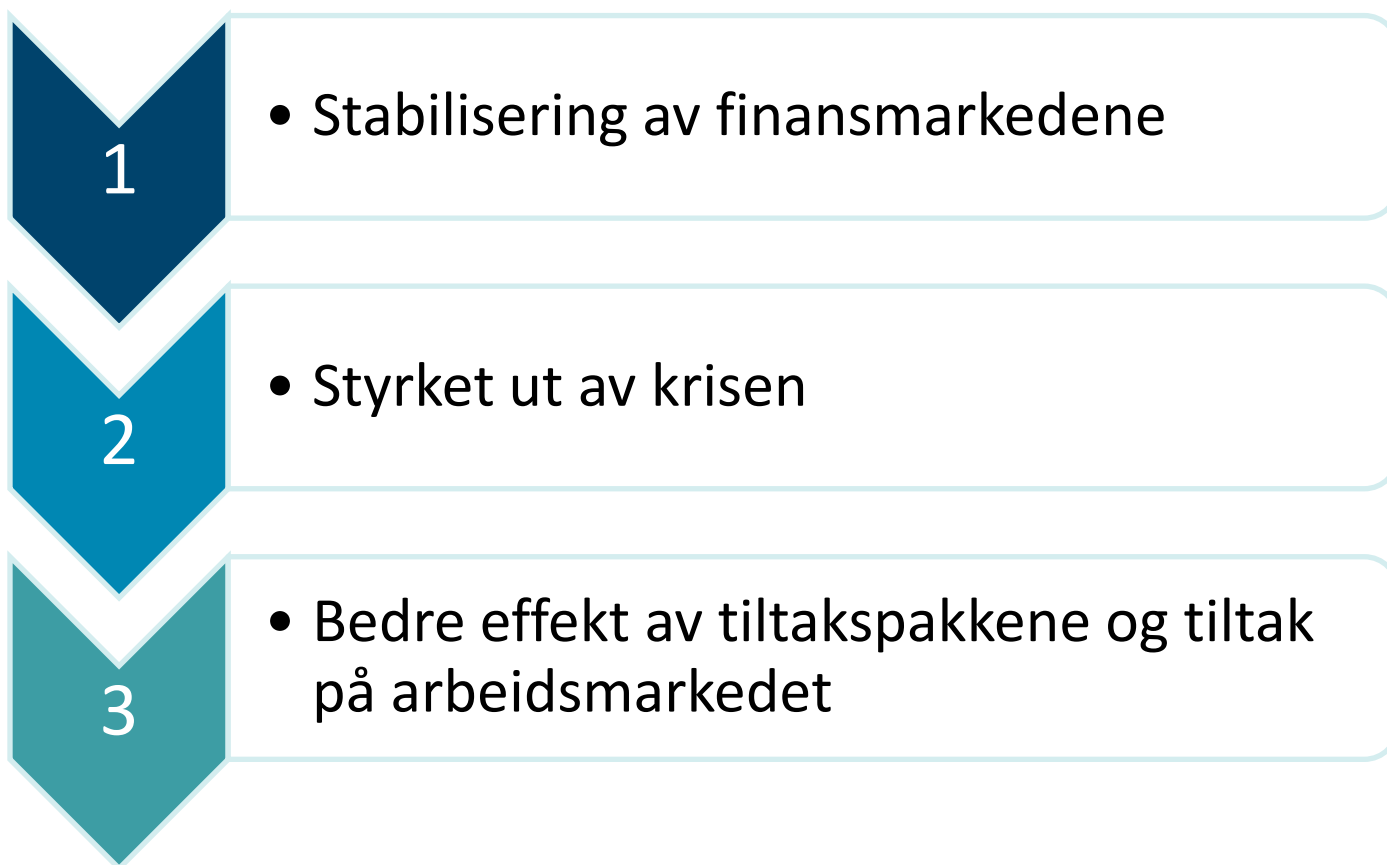 1
• Stabilisering av finansmarkedene
2
• Styrket ut av krisen
3
• Bedre effekt av tiltakspakkene og tiltak
på arbeidsmarkedet